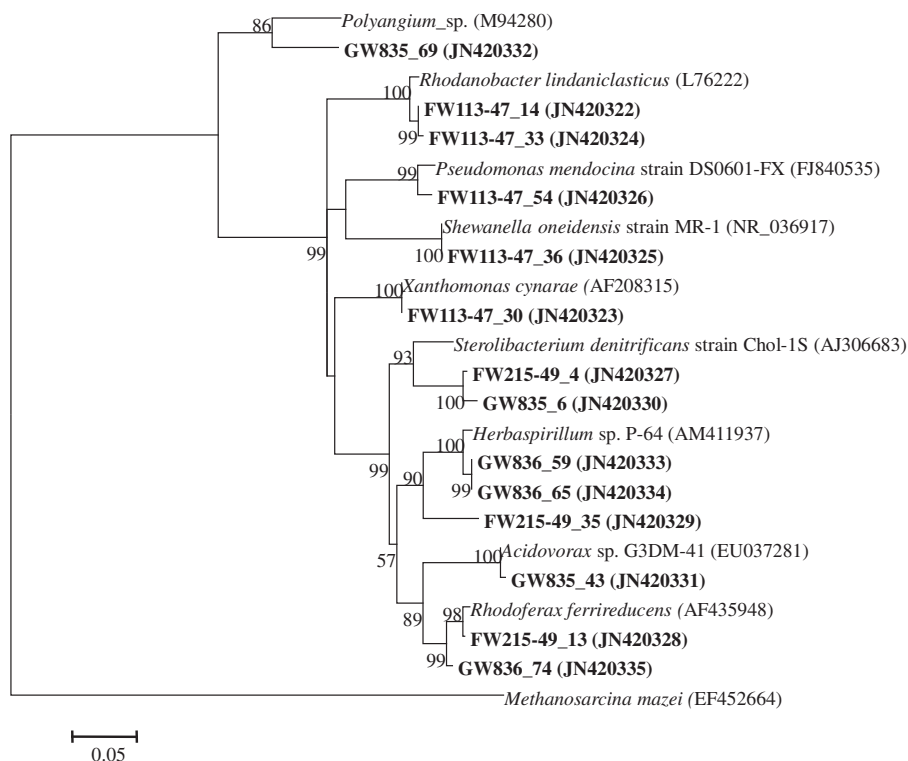 Polyangium_sp. (M94280)
86
GW835_69 (JN420332)
Rhodanobacter lindaniclasticus (L76222)
100
FW113-47_14 (JN420322)
99
FW113-47_33 (JN420324)
Pseudomonas mendocina strain DS0601-FX (FJ840535)
99
FW113-47_54 (JN420326)
Shewanella oneidensis strain MR-1 (NR_036917)
99
100
FW113-47_36 (JN420325)
Xanthomonas cynarae (AF208315)
100
FW113-47_30 (JN420323)
Sterolibacterium denitrificans strain Chol-1S (AJ306683)
93
FW215-49_4 (JN420327)
100
GW835_6 (JN420330)
Herbaspirillum sp. P-64 (AM411937)
100
GW836_59 (JN420333)
99
90
99
GW836_65 (JN420334)
FW215-49_35 (JN420329)
57
Acidovorax sp. G3DM-41 (EU037281)
100
GW835_43 (JN420331)
Rhodoferax ferrireducens (AF435948)
89
98
FW215-49_13 (JN420328)
99
GW836_74 (JN420335)
Methanosarcina mazei (EF452664)
0.05